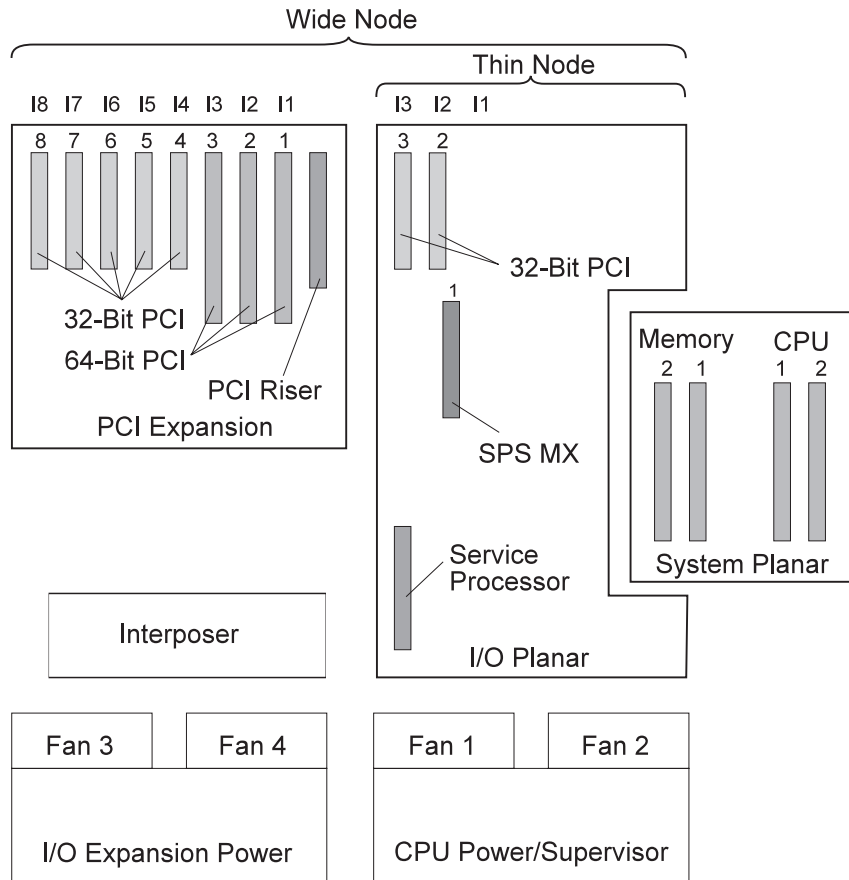 Wide Node
Thin Node
I8 I7 I6 I5 I4 I3 I2 I1
8 7 6 5 4 3 2 1
32-Bit PCI
64-Bit PCI
PCI Riser
PCI Expansion
I3 I2 I1
3 2
32-Bit PCI
1
SPS MX
Service
Processor
I/O Planar
Memory CPU
2 1 1 2
System Planar
Interposer
Fan 3 Fan 4
I/O Expansion Power
Fan 1 Fan 2
CPU Power/Supervisor